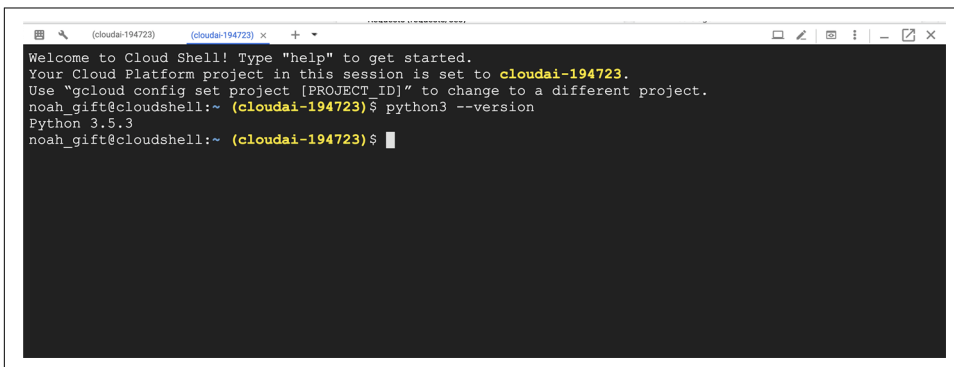 (cloudai-194723) (cloudai-194723) × + ▾
Welcome to Cloud Shell! Type "help" to get started.
Your Cloud Platform project in this session is set to cloudai-194723.
Use “gcloud config set project [PROJECT_ID]” to change to a different project.
noah_gift@cloudshell:~ (cloudai-194723)$ python3 --version
Python 3.5.3
noah_gift@cloudshell:~ (cloudai-194723)$